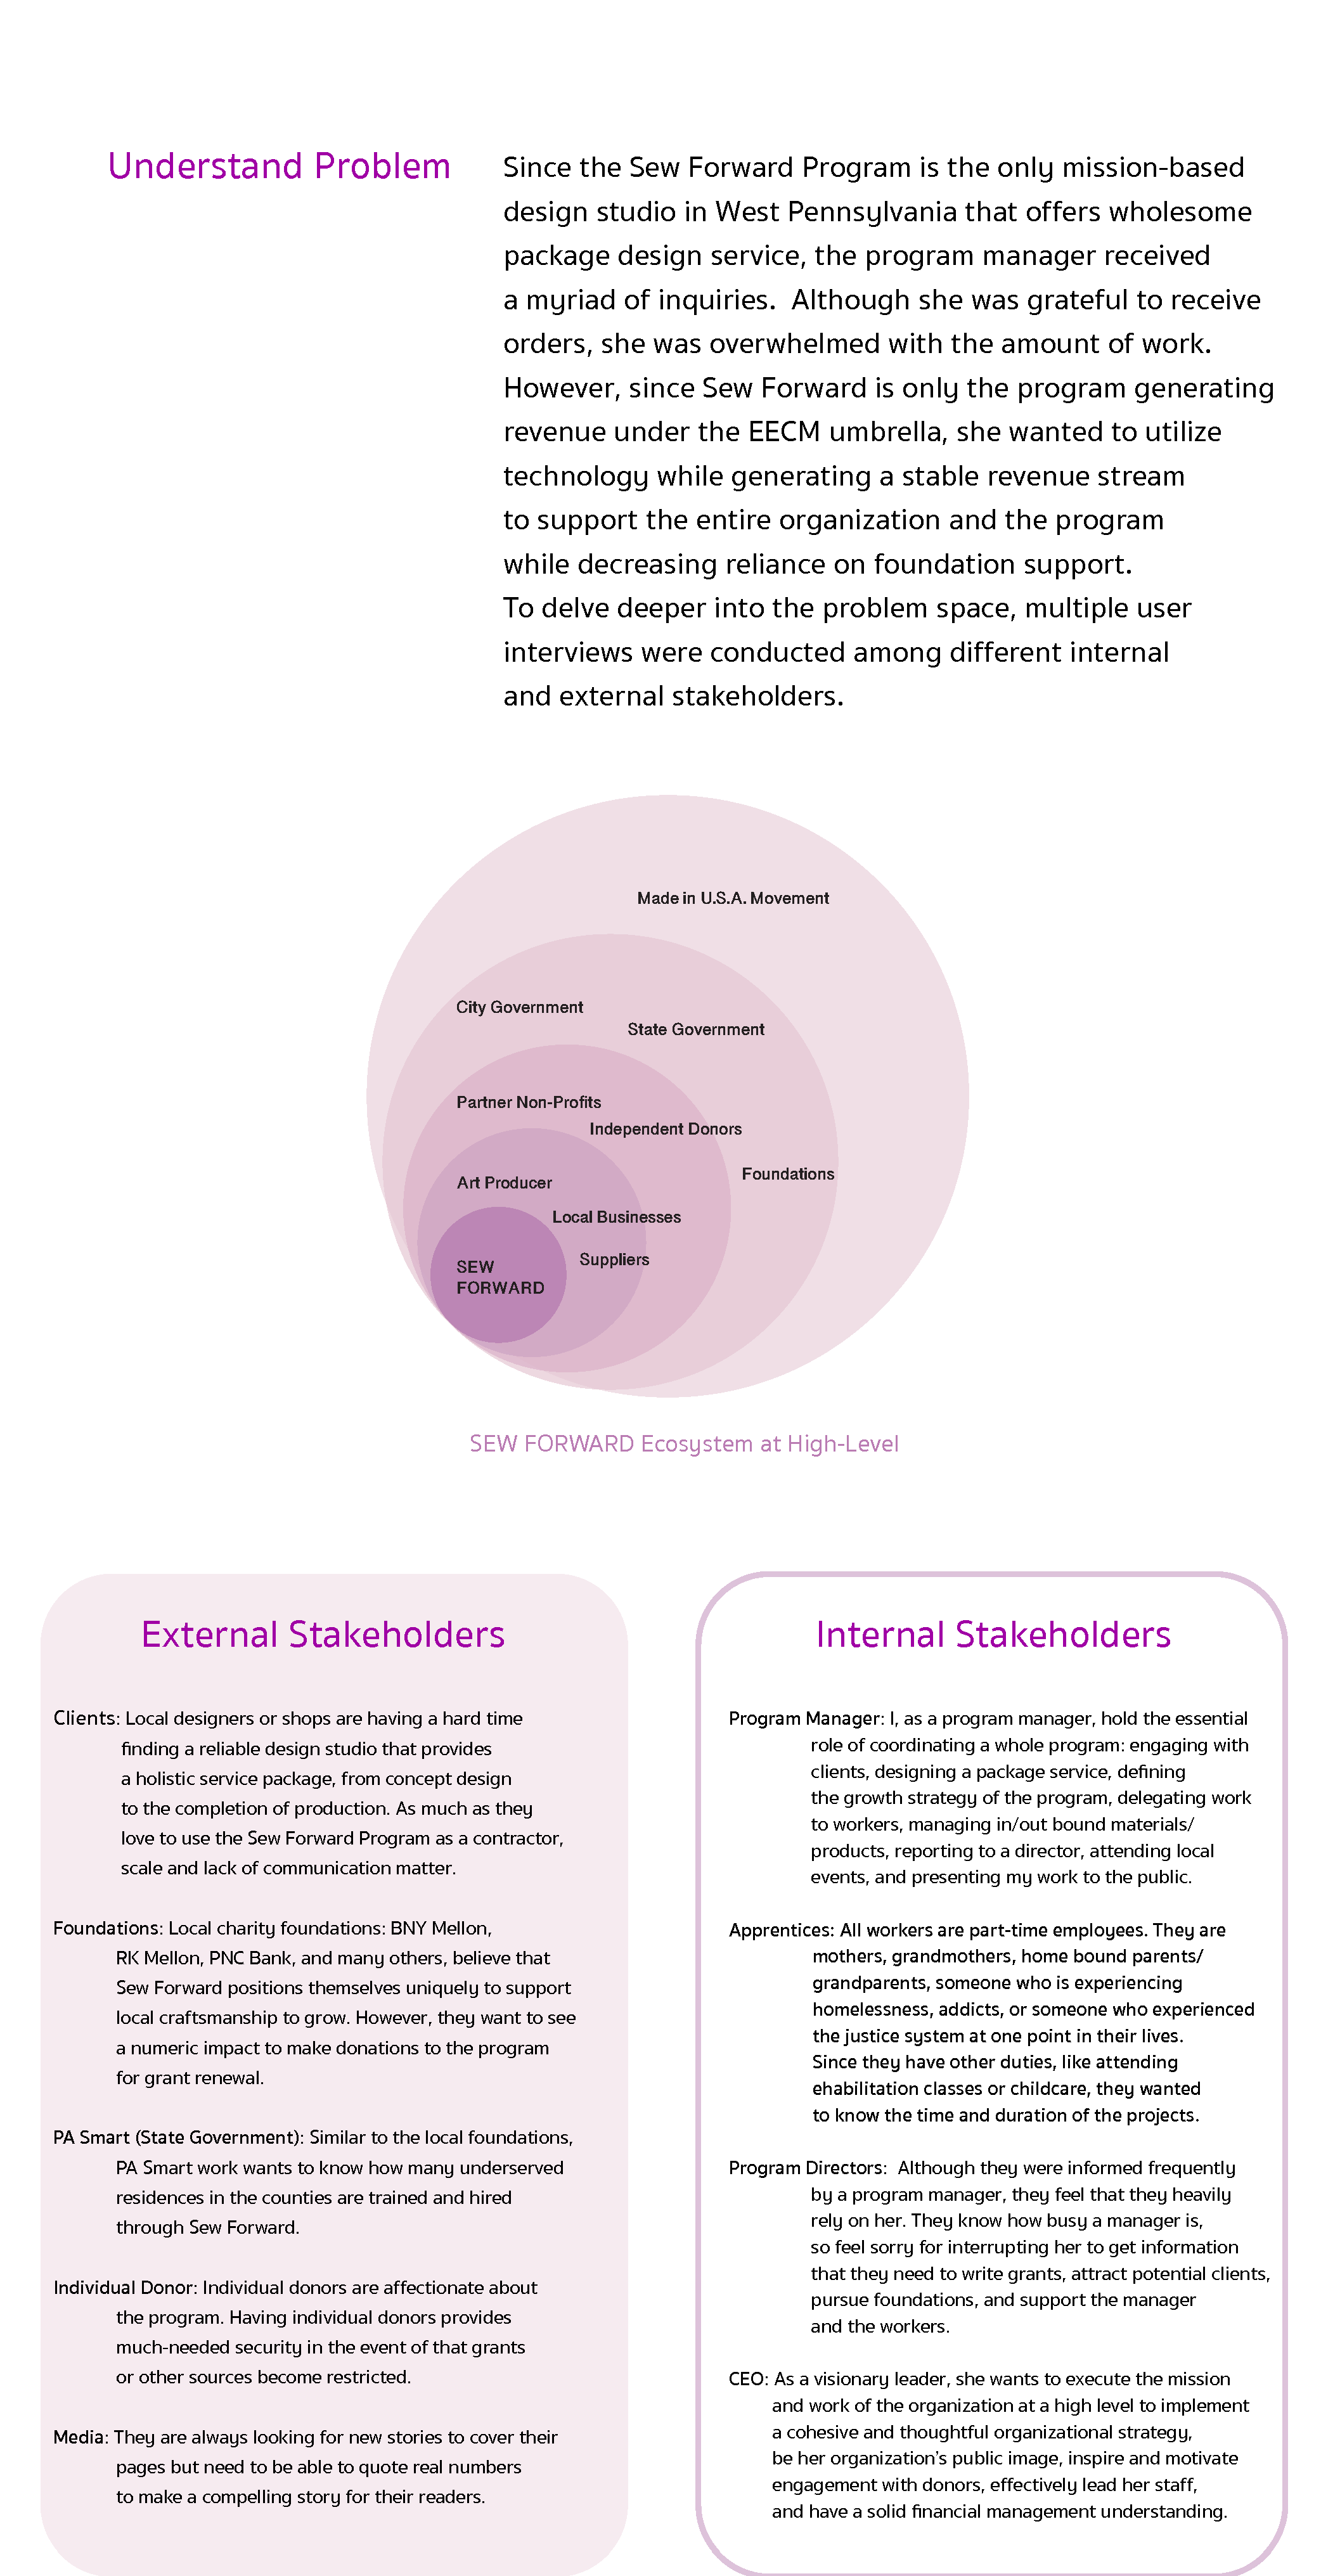 Understand Problem
Since the Sew Forward Program is the only mission-based
design studio in West Pennsylvania that offers wholesome
package design service, the program manager received
a myriad of inquiries.  Although she was grateful to receive
orders, she was overwhelmed with the amount of work.
However, since Sew Forward is only the program generating
revenue under the EECM umbrella, she wanted to utilize
technology while generating a stable revenue stream
to support the entire organization and the program
while decreasing reliance on foundation support.
To delve deeper into the problem space, multiple user
interviews were conducted among different internal
and external stakeholders.
Made in U.S.A. Movement
City Government
State Government
Partner Non-Profits
Independent Donors
Foundations
Art Producer
Local Businesses
Suppliers
SEW
FORWARD
SEW FORWARD Ecosystem at High-Level
External Stakeholders
Clients: Local designers or shops are having a hard time
finding a reliable design studio that provides
a holistic service package, from concept design
to the completion of production. As much as they
love to use the Sew Forward Program as a contractor,
scale and lack of communication matter.
Foundations: Local charity foundations: BNY Mellon,
RK Mellon, PNC Bank, and many others, believe that
Sew Forward positions themselves uniquely to support
local craftsmanship to grow. However, they want to see
a numeric impact to make donations to the program
for grant renewal.
PA Smart (State Government): Similar to the local foundations,
PA Smart work wants to know how many underserved
residences in the counties are trained and hired
through Sew Forward.
Individual Donor: Individual donors are affectionate about
the program. Having individual donors provides
much-needed security in the event of that grants
or other sources become restricted.
Media: They are always looking for new stories to cover their
pages but need to be able to quote real numbers
to make a compelling story for their readers.
Internal Stakeholders
Program Manager: I, as a program manager, hold the essential
role of coordinating a whole program: engaging with
clients, designing a package service, defining
the growth strategy of the program, delegating work
to workers, managing in/out bound materials/
products, reporting to a director, attending local
events, and presenting my work to the public.
Apprentices: All workers are part-time employees. They are
mothers, grandmothers, home bound parents/
grandparents, someone who is experiencing
homelessness, addicts, or someone who experienced
the justice system at one point in their lives.
Since they have other duties, like attending
ehabilitation classes or childcare, they wanted
to know the time and duration of the projects.
Program Directors:  Although they were informed frequently
by a program manager, they feel that they heavily
rely on her. They know how busy a manager is,
so feel sorry for interrupting her to get information
that they need to write grants, attract potential clients,
pursue foundations, and support the manager
and the workers.
CEO: As a visionary leader, she wants to execute the mission
and work of the organization at a high level to implement
a cohesive and thoughtful organizational strategy,
be her organization's public image, inspire and motivate
engagement with donors, effectively lead her staff,
and have a solid financial management understanding.